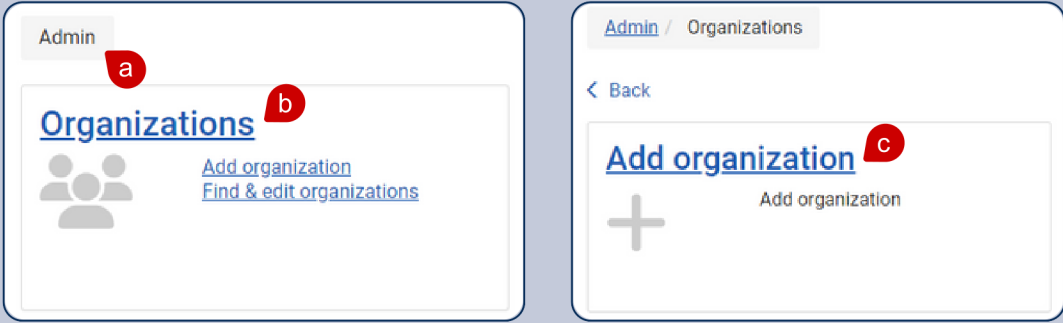 Admin
a
Organizations
b
Add organization
Find & edit organizations
Admin / Organizations
Back
Add organization
c
Add organization